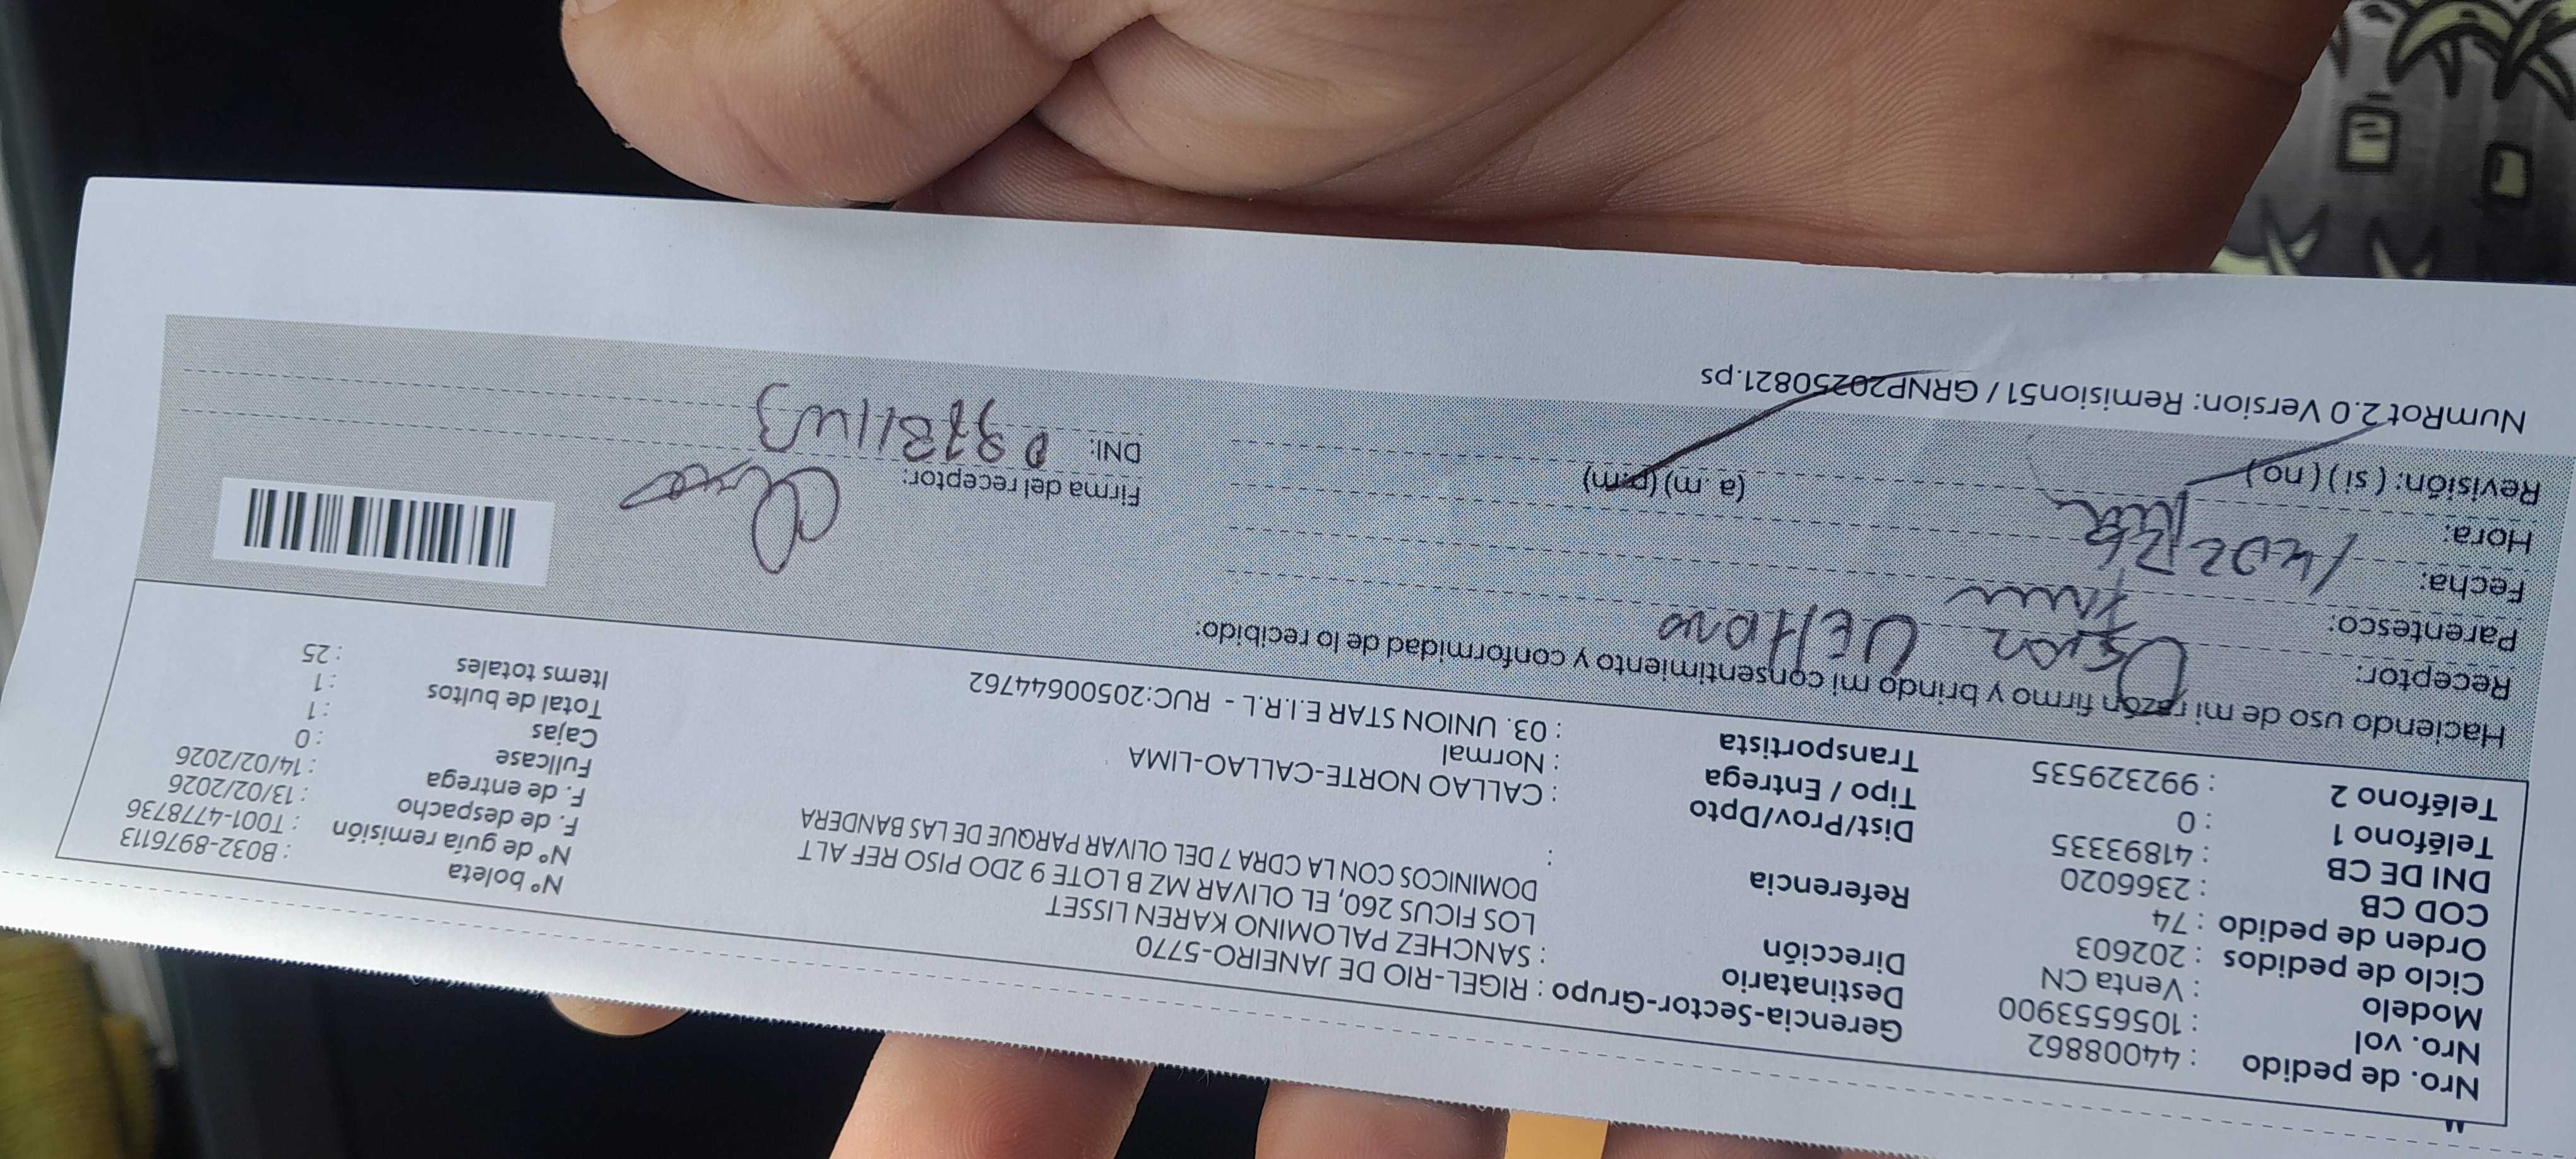 Nro. de pedido : 44008862
Nro. vol : 1056553900
Modelo : Venta CN
Ciclo de pedidos : 202603
Orden de pedido : 74
COD CB : 2366020
DNI DE CB : 41893335
Teléfono 1 : 0
Teléfono 2 : 992329535
Gerencia-Sector-Grupo : RIGEL-RIO DE JANEIRO-5770
Destinatario : SANCHEZ PALOMINO KAREN LISSET
Dirección LOS FICUS 260, EL OLIVAR MZ B LOTE 9 2DO PISO REF ALT
DOMINICOS CON LA CDRA 7 DEL OLIVAR PARQUE DE LAS BANDERA
Referencia :
Dist/Prov/Dpto : CALLAO NORTE-CALLAO-LIMA
Tipo / Entrega : Normal
Transportista : 03. UNION STAR E.I.R.L - RUC:20500644762
Nº boleta : B032-8976113
Nº de guía remisión : T001-4778736
F. de despacho : 13/02/2026
F. de entrega : 14/02/2026
Fullcase : 0
Cajas : 1
Total de bultos : 1
Items totales : 25
Haciendo uso de mi razón firmo y brindo mi consentimiento y conformidad de lo recibido:
Receptor:
Parentesco:
Fecha:
Hora: (a. m) (p.m)
Revisión: ( si ) ( no )
Firma del receptor:
DNI:
NumRot 2.0 Version: Remision51 / GRNP20250821.ps